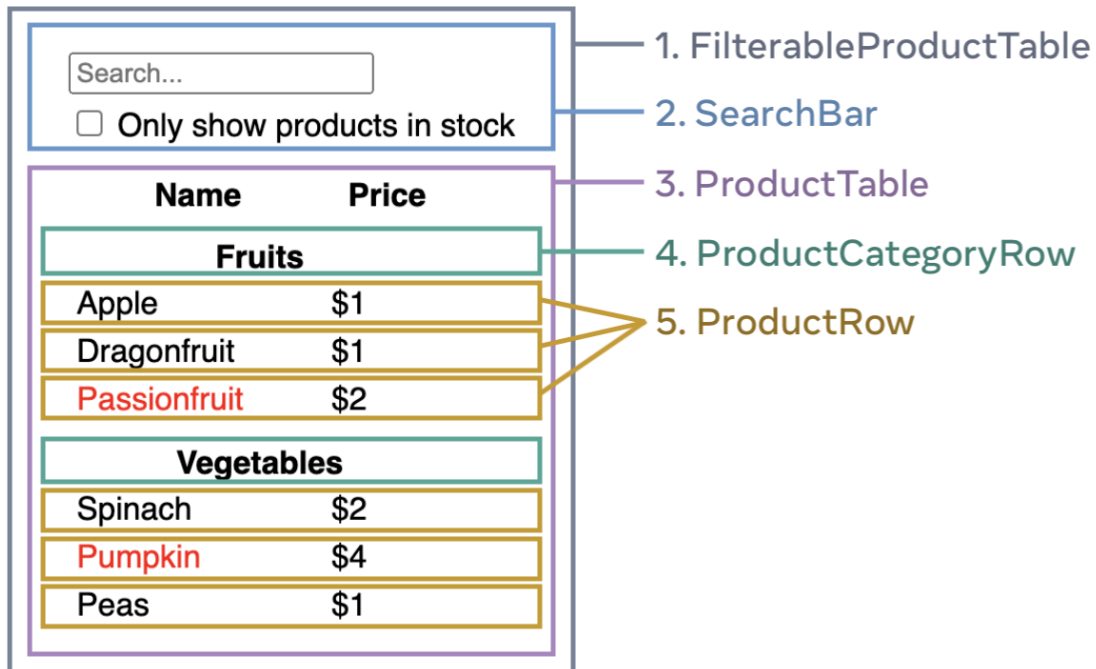 Search...
Only show products in stock
Name Price
Fruits
Apple $1
Dragonfruit $1
Passionfruit $2
Vegetables
Spinach $2
Pumpkin $4
Peas $1
1. FilterableProductTable
2. SearchBar
3. ProductTable
4. ProductCategoryRow
5. ProductRow